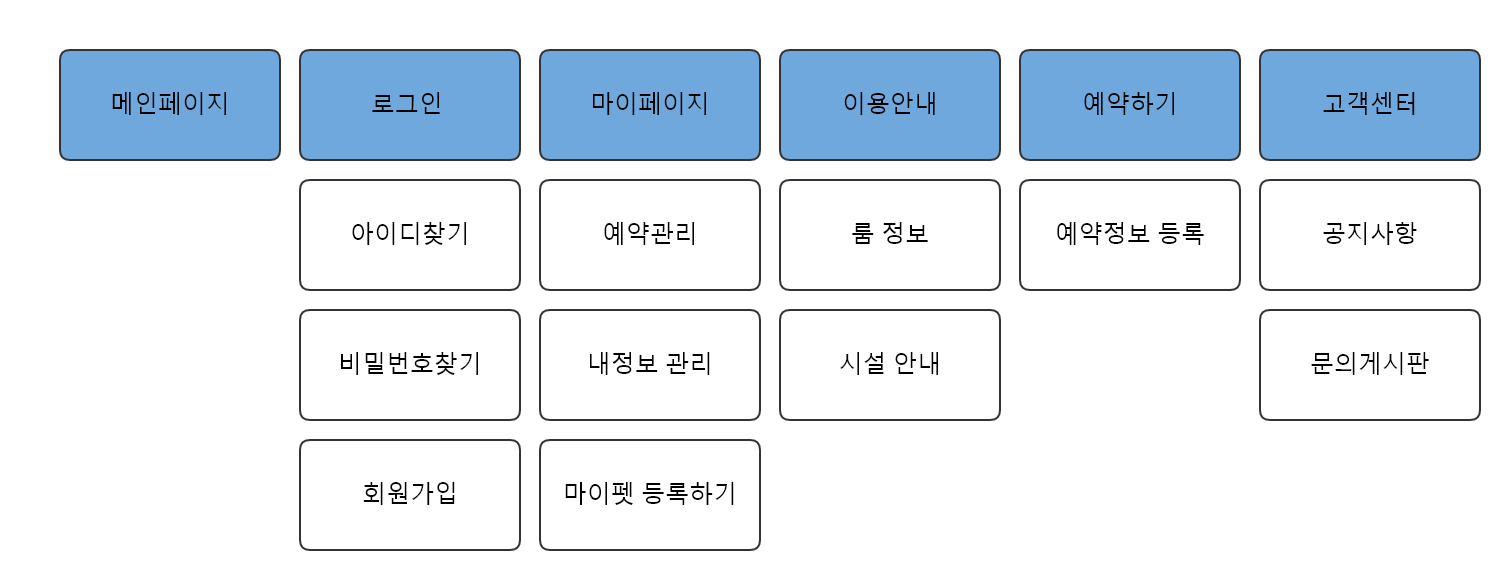 메인페이지
로그인
마이페이지
이용안내
예약하기
고객센터
아이디찾기
예약관리
룸 정보
예약정보 등록
공지사항
비밀번호찾기
내정보 관리
시설 안내
문의게시판
회원가입
마이펫 등록하기